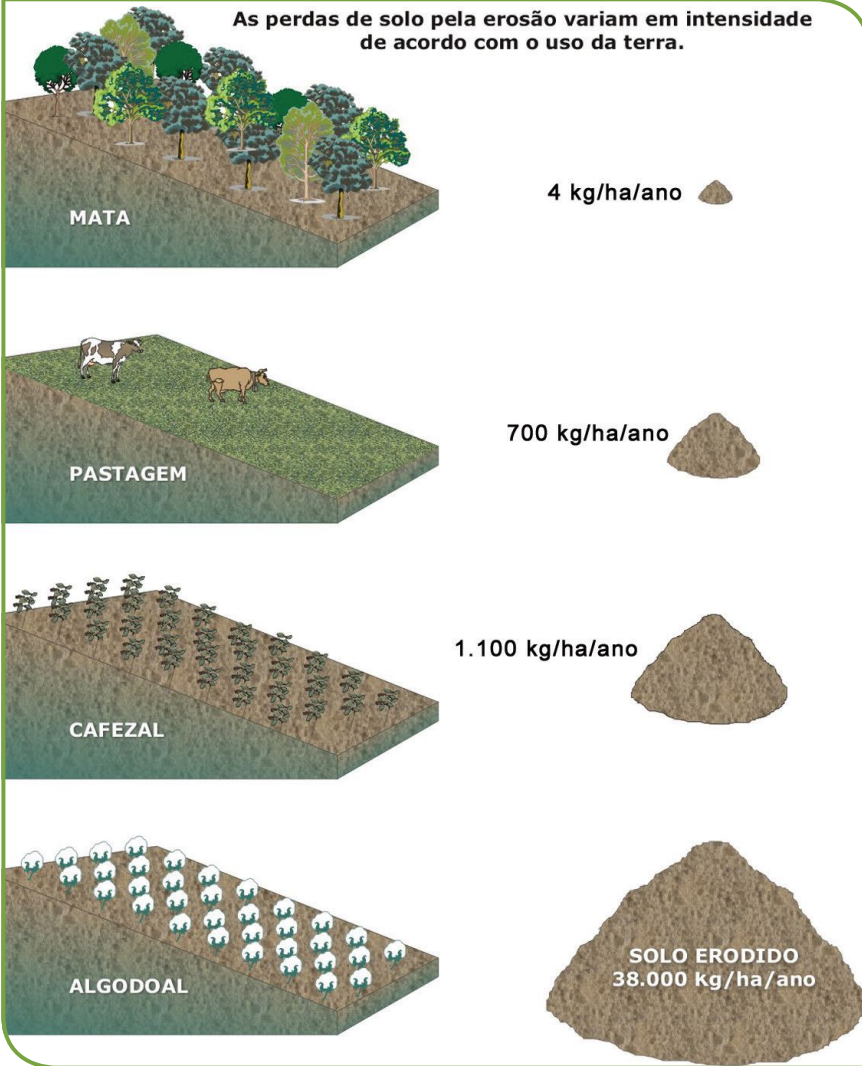 As perdas de solo pela erosão variam em intensidade
de acordo com o uso da terra.
MATA
4 kg/ha/ano
PASTAGEM
700 kg/ha/ano
CAFEZAL
1.100 kg/ha/ano
ALGODOAL
SOLO ERODIDO
38.000 kg/ha/ano